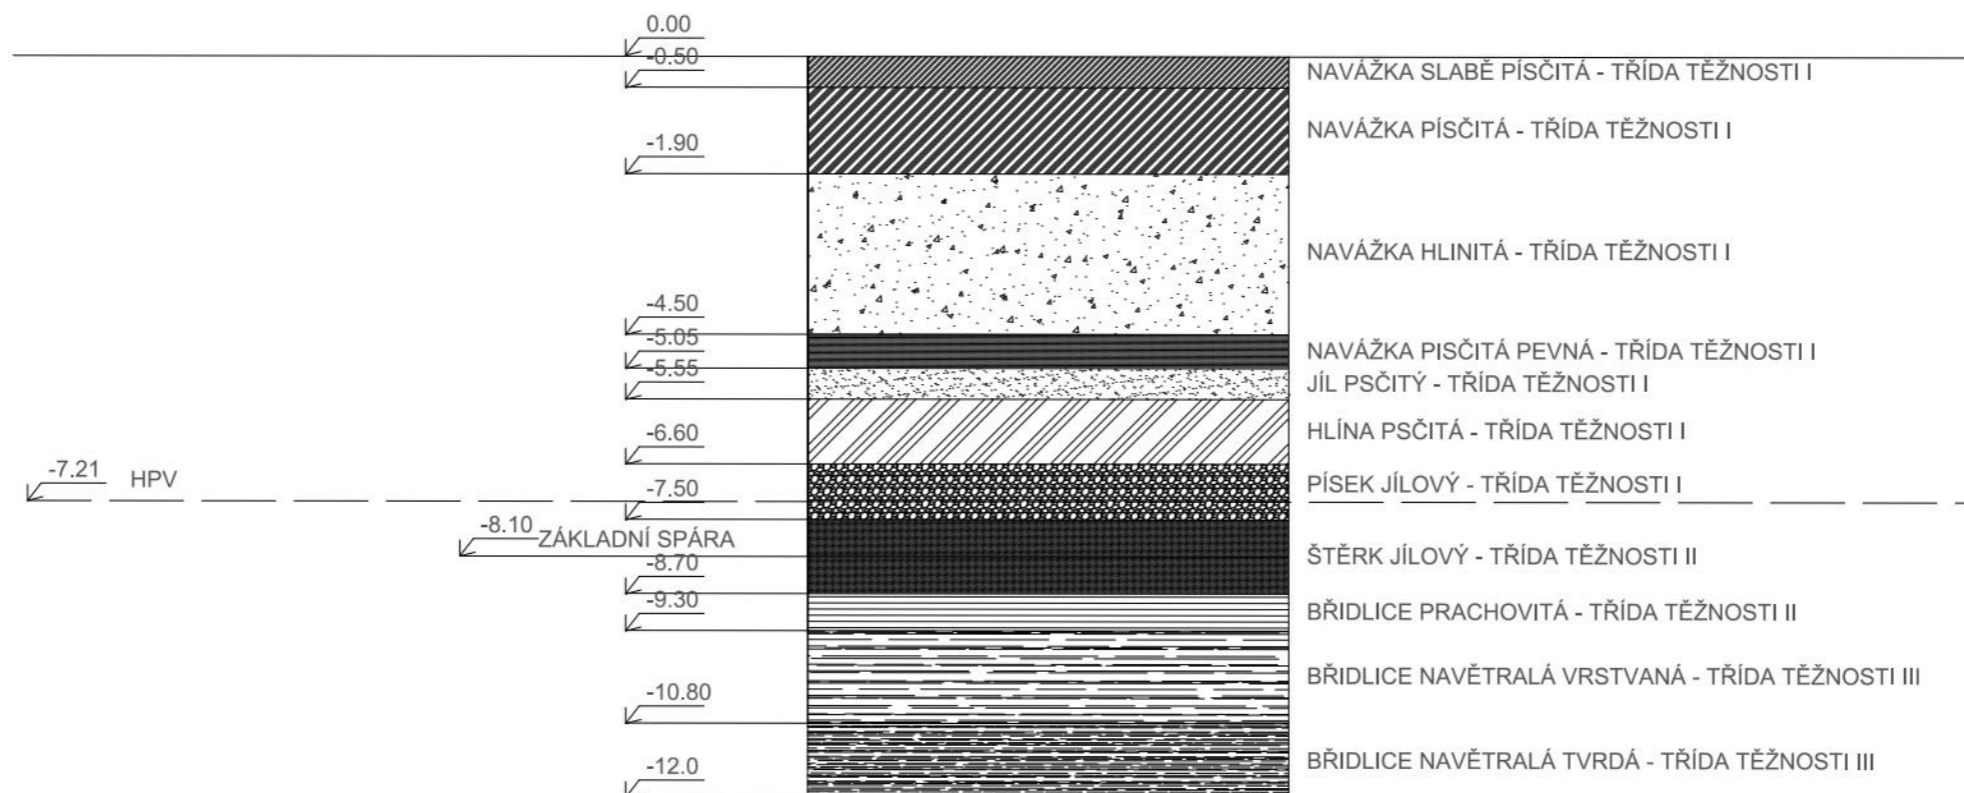 0.00
-0.50
NAVÁŽKA SLABĚ PÍSČITÁ - TŘÍDA TĚŽNOSTI I
NAVÁŽKA PÍSČITÁ - TŘÍDA TĚŽNOSTI I
-1.90
NAVÁŽKA HLINITÁ - TŘÍDA TĚŽNOSTI I
-4.50
-5.05
NAVÁŽKA PISČITÁ PEVNÁ - TŘÍDA TĚŽNOSTI I
-5.55
JÍL PSČITÝ - TŘÍDA TĚŽNOSTI I
-6.60
HLÍNA PSČITÁ - TŘÍDA TĚŽNOSTI I
-7.21 HPV
-7.50
PÍSEK JÍLOVÝ - TŘÍDA TĚŽNOSTI I
-8.10 ZÁKLADNÍ SPÁRA
ŠTĚRK JÍLOVÝ - TŘÍDA TĚŽNOSTI II
-8.70
-9.30
BŘIDLICE PRACHOVITÁ - TŘÍDA TĚŽNOSTI II
BŘIDLICE NAVĚTRALÁ VRSTVANÁ - TŘÍDA TĚŽNOSTI III
-10.80
BŘIDLICE NAVĚTRALÁ TVRDÁ - TŘÍDA TĚŽNOSTI III
-12.0